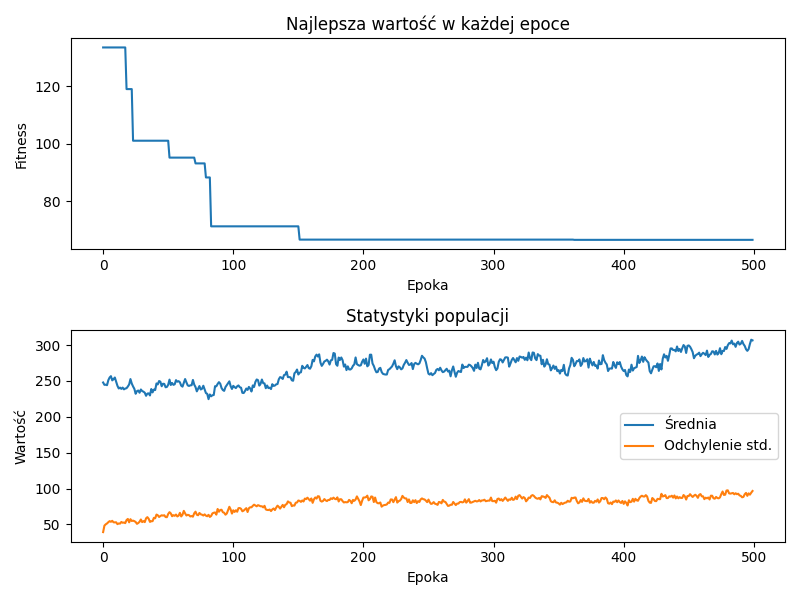 Najlepsza wartość w każdej epoce
120
100
80
Fitness
0 100 200 300 400 500
Epoka
Statystyki populacji
300
250
200
150
100
50
Wartość
Średnia
Odchylenie std.
0 100 200 300 400 500
Epoka